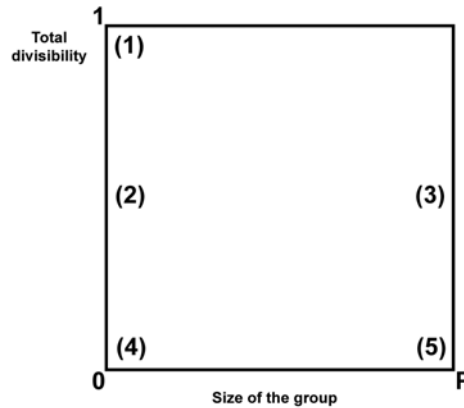 1
Total
divisibility
(1)
(2)
(3)
(4)
(5)
0
Size of the group